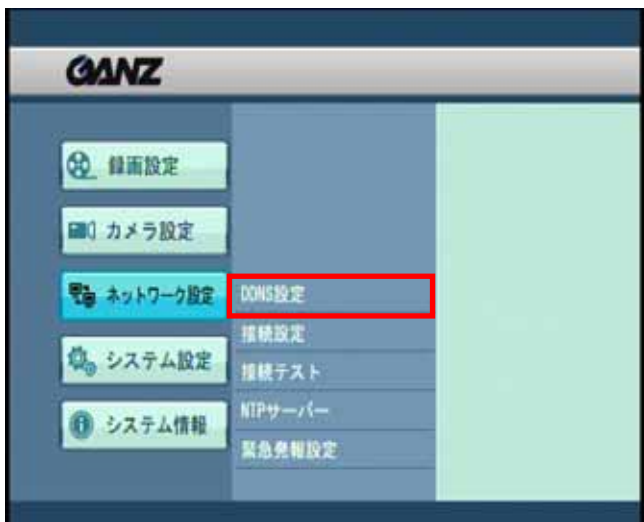 GANZ
録画設定
カメラ設定
ネットワーク設定
DDNS設定
接続設定
接続テスト
NTPサーバー
緊急発報設定
システム設定
システム情報